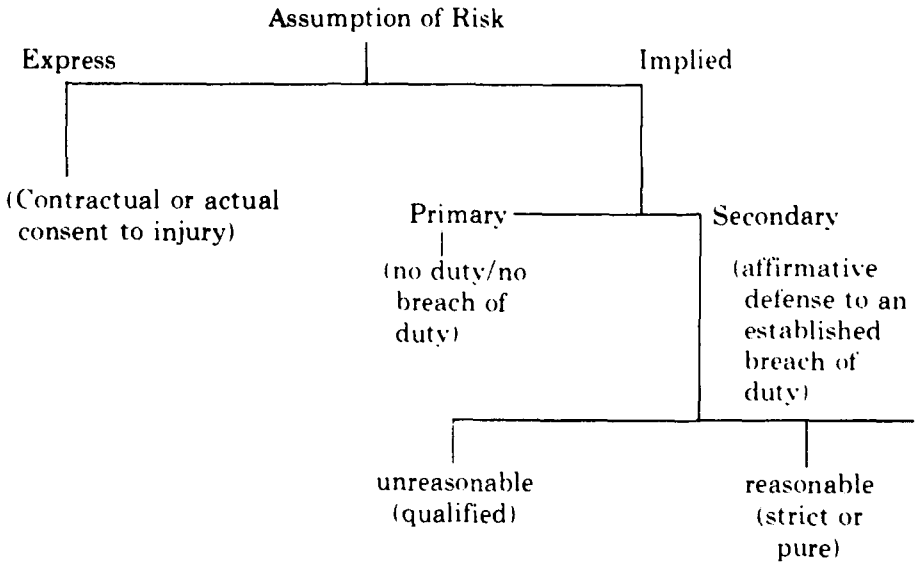 Assumption of Risk
Express
Implied
(Contractual or actual
consent to injury)
Primary
Secondary
(no duty/no
breach of
duty)
(affirmative
defense to an
established
breach of
duty)
unreasonable
(qualified)
reasonable
(strict or
pure)